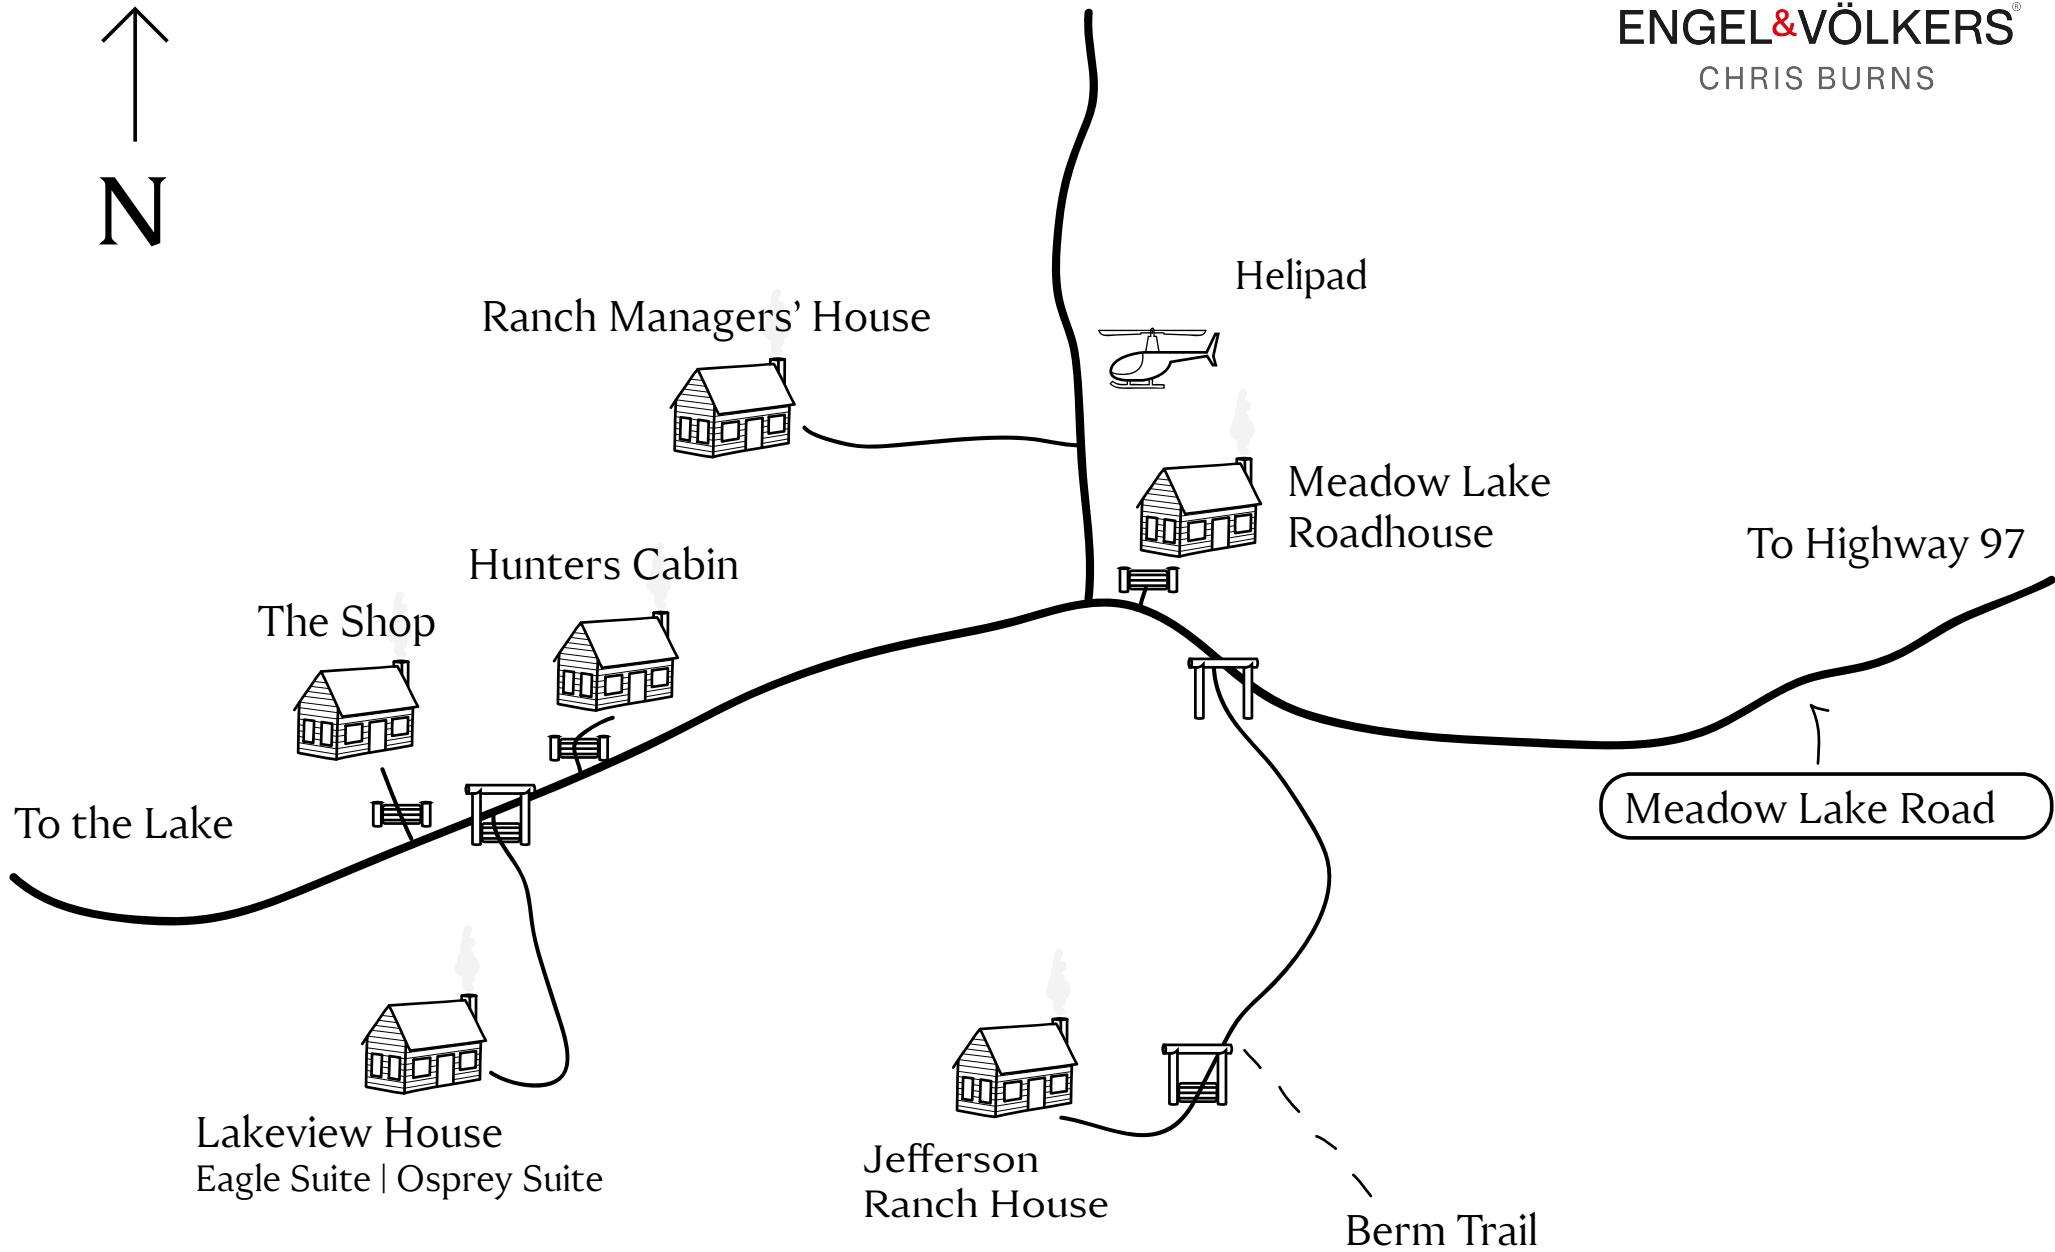 ENGEL&VÖLKERS®
CHRIS BURNS
N
Helipad
Ranch Managers’ House
Meadow Lake
Roadhouse
To Highway 97
Hunters Cabin
The Shop
To the Lake
Meadow Lake Road
Lakeview House
Eagle Suite | Osprey Suite
Jefferson
Ranch House
Berm Trail